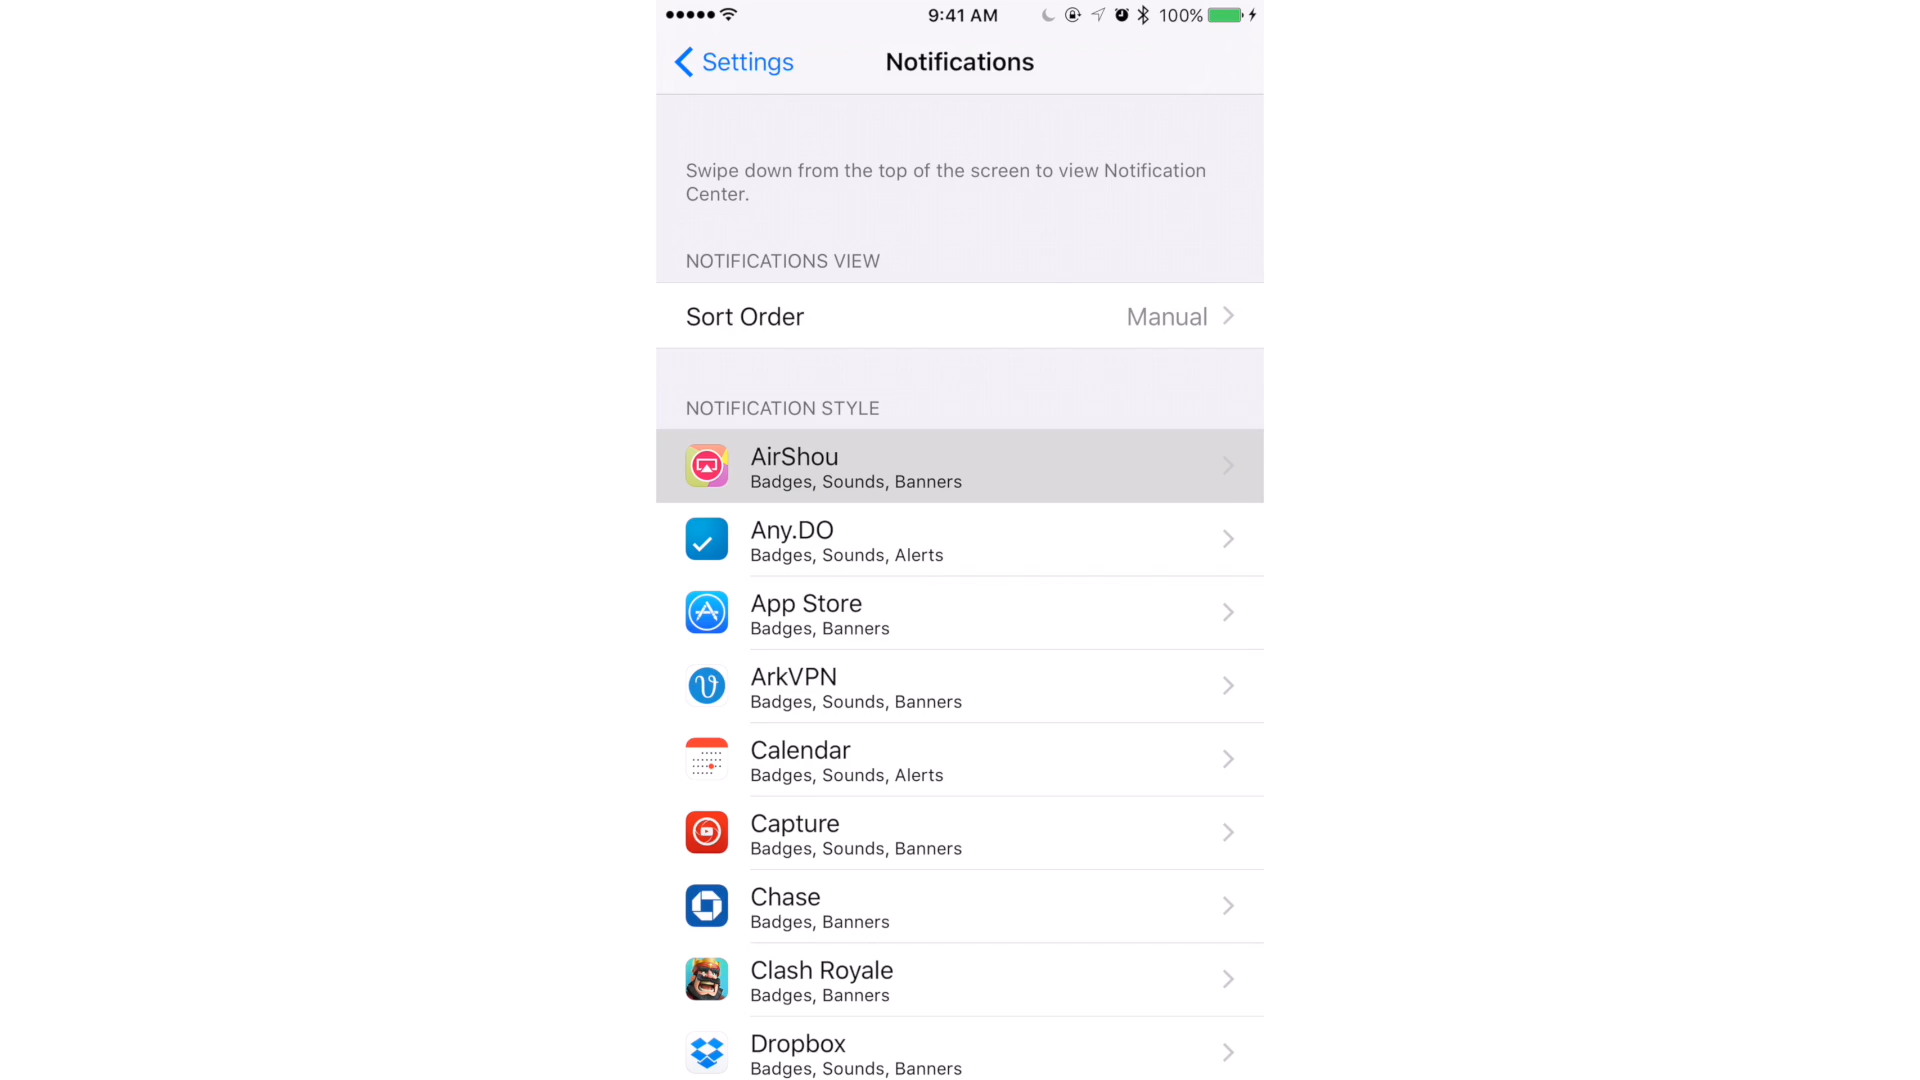 9:41 AM 100%
Settings Notifications
Swipe down from the top of the screen to view Notification
Center.
NOTIFICATIONS VIEW
Sort Order Manual
NOTIFICATION STYLE
AirShou
Badges, Sounds, Banners
Any.DO
Badges, Sounds, Alerts
App Store
Badges, Banners
ArkVPN
Badges, Sounds, Banners
Calendar
Badges, Sounds, Alerts
Capture
Badges, Sounds, Banners
Chase
Badges, Banners
Clash Royale
Badges, Banners
Dropbox
Badges, Sounds, Banners